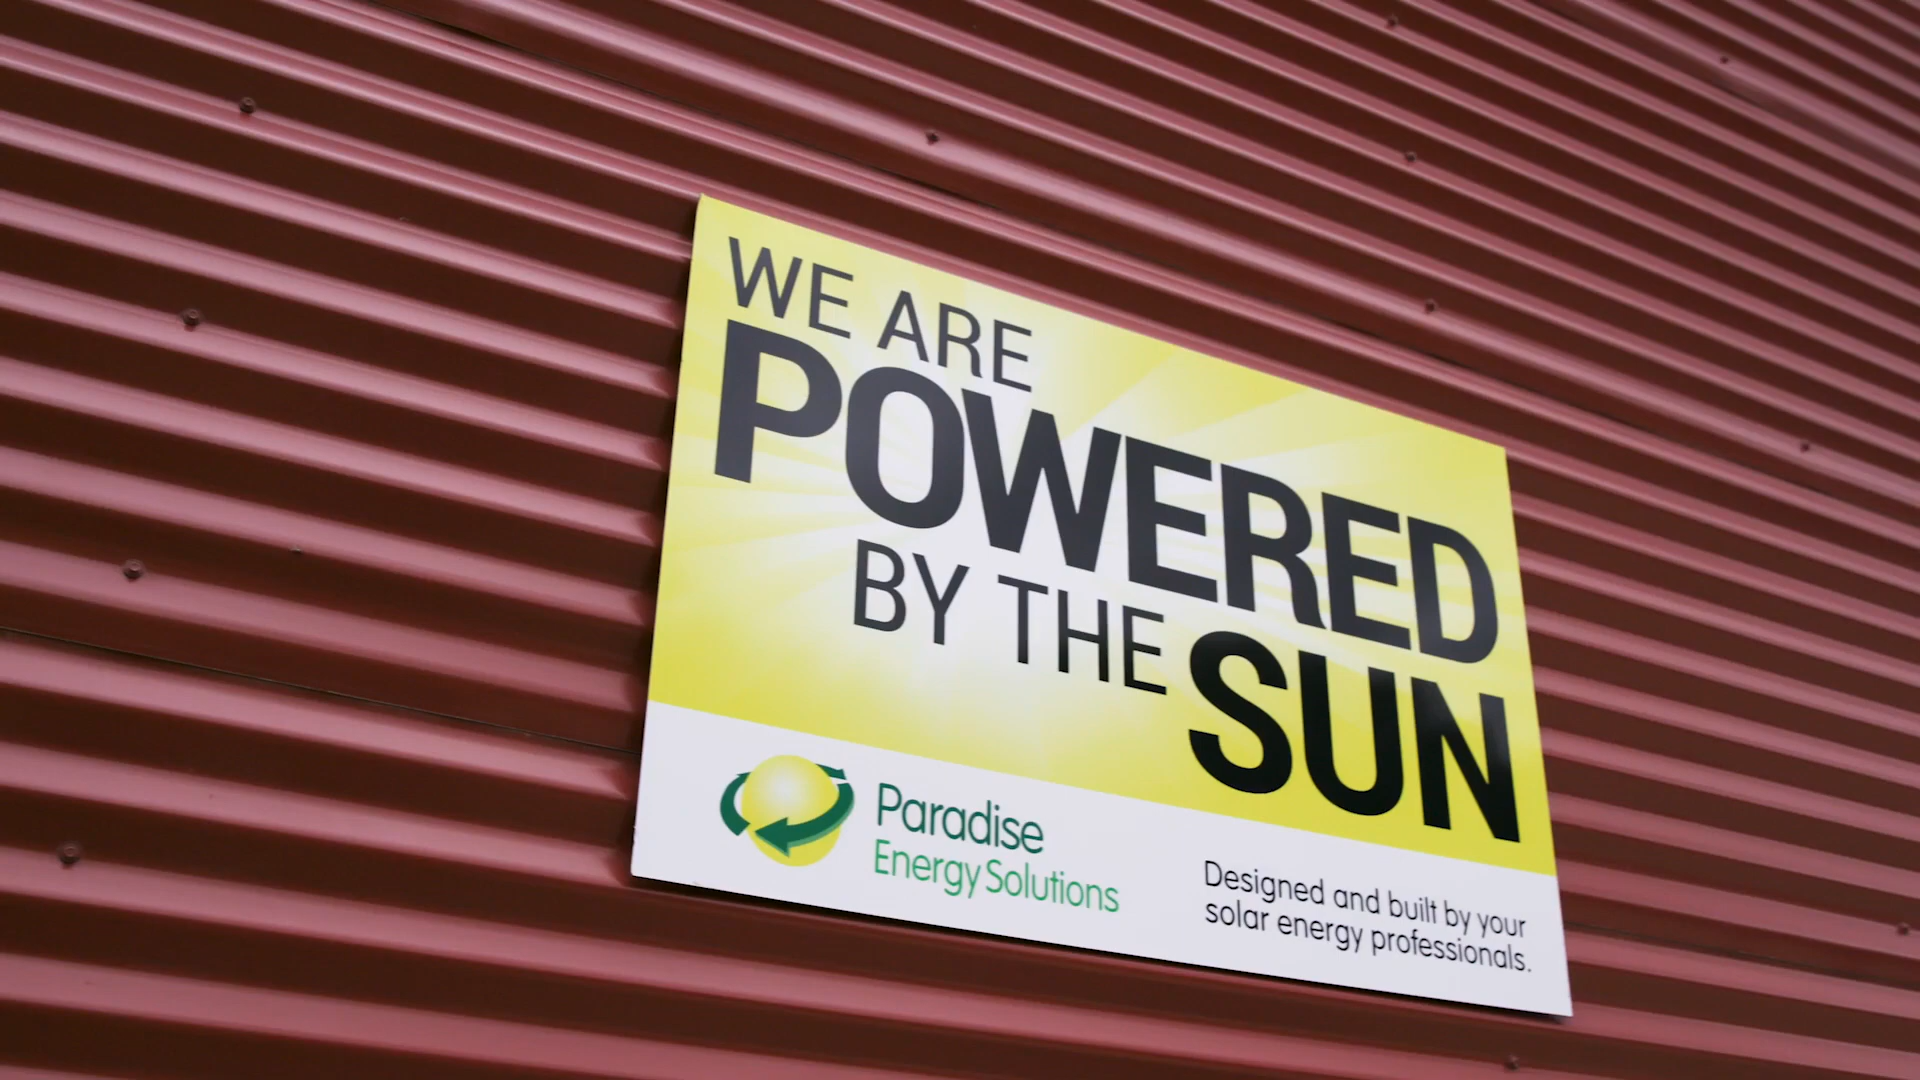 WE ARE
POWERED
BY THE SUN
Paradise
Energy Solutions
Designed and built by your
solar energy professionals.